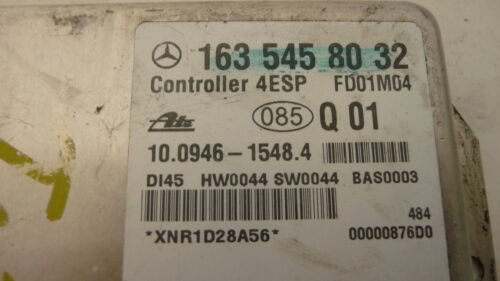 163 545 80 32
Controller 4ESP FD01M04
Ate 085 Q 01
10.0946-1548.4
DI45 HW0044 SW0044 BAS0003
484
*XNR1D28A56* 00000876D0